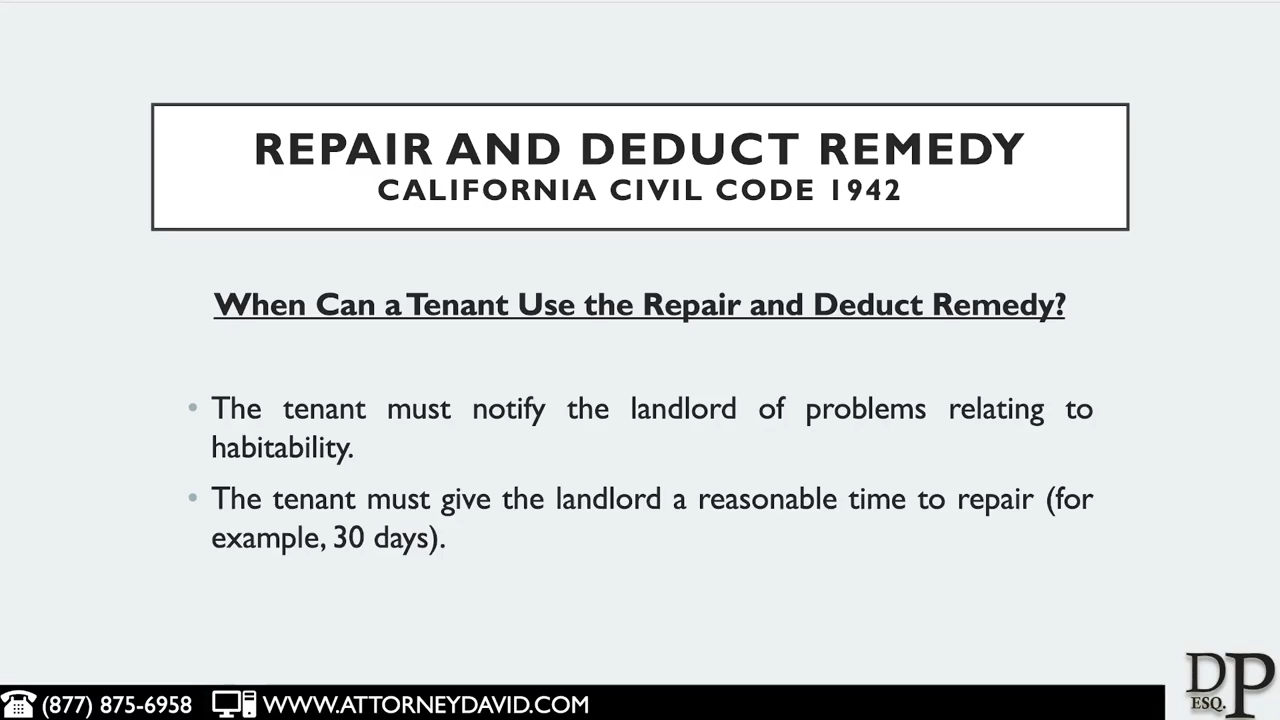 REPAIR AND DEDUCT REMEDY
CALIFORNIA CIVIL CODE 1942
When Can a Tenant Use the Repair and Deduct Remedy?
• The tenant must notify the landlord of problems relating to
habitability.
• The tenant must give the landlord a reasonable time to repair (for
example, 30 days).
(877) 875-6958 WWW.ATTORNEYDAVID.COM
DP
ESQ.